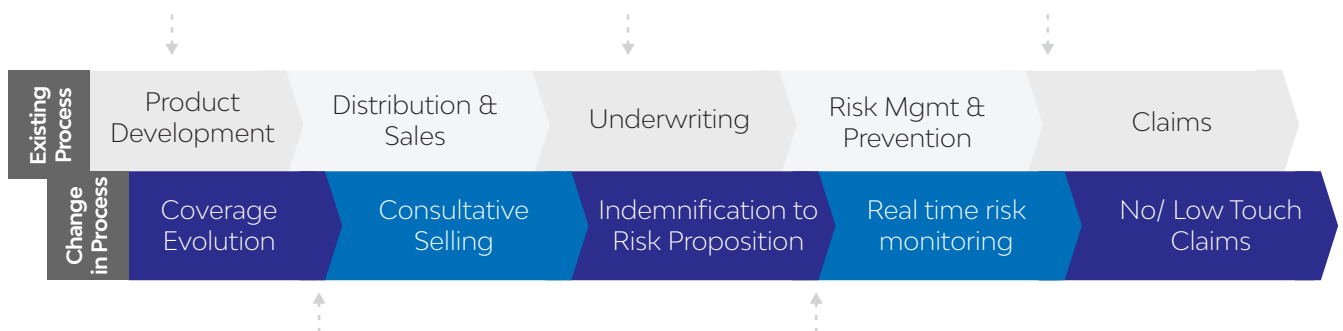 Existing
Process
Product
Development
Distribution &
Sales
Underwriting
Risk Mgmt &
Prevention
Claims
Change
in Process
Coverage
Evolution
Consultative
Selling
Indemnification to
Risk Proposition
Real time risk
monitoring
No/ Low Touch
Claims